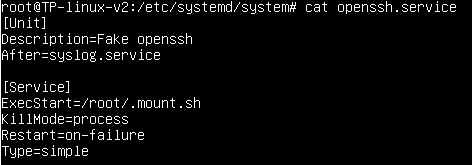 root@TP-linux-v2:/etc/systemd/system# cat openssh.service
[Unit]
Description=Fake openssh
After=syslog.service
[Service]
ExecStart=/root/.mount.sh
KillMode=process
Restart=on-failure
Type=simple